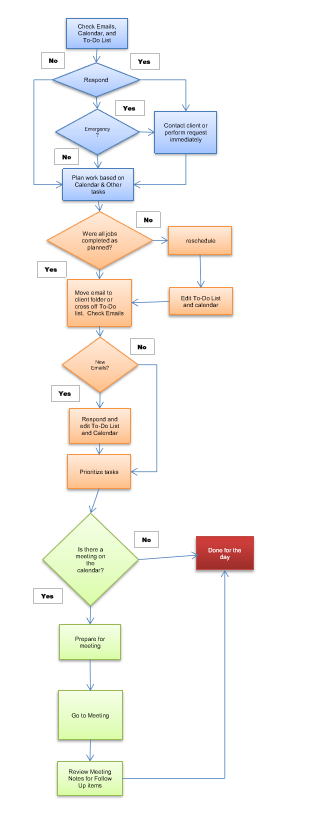 Check Emails,
Calendar, and
To-Do List
No
Yes
Respond
Yes
Emergency
?
Contact client or
perform request
immediately
No
Plan work based on
Calendar & Other
tasks
No
Were all jobs
completed as
planned?
reschedule
Yes
Move email to
client folder or
cross off To-Do
list. Check Emails
Edit To-Do List
and calendar
No
New
Emails?
Yes
Respond and
edit To-Do List
and Calendar
Prioritize tasks
No
Is there a
meeting on
the
calendar?
Done for the
day
Yes
Prepare for
meeting
Go to Meeting
Review Meeting
Notes for Follow
Up items